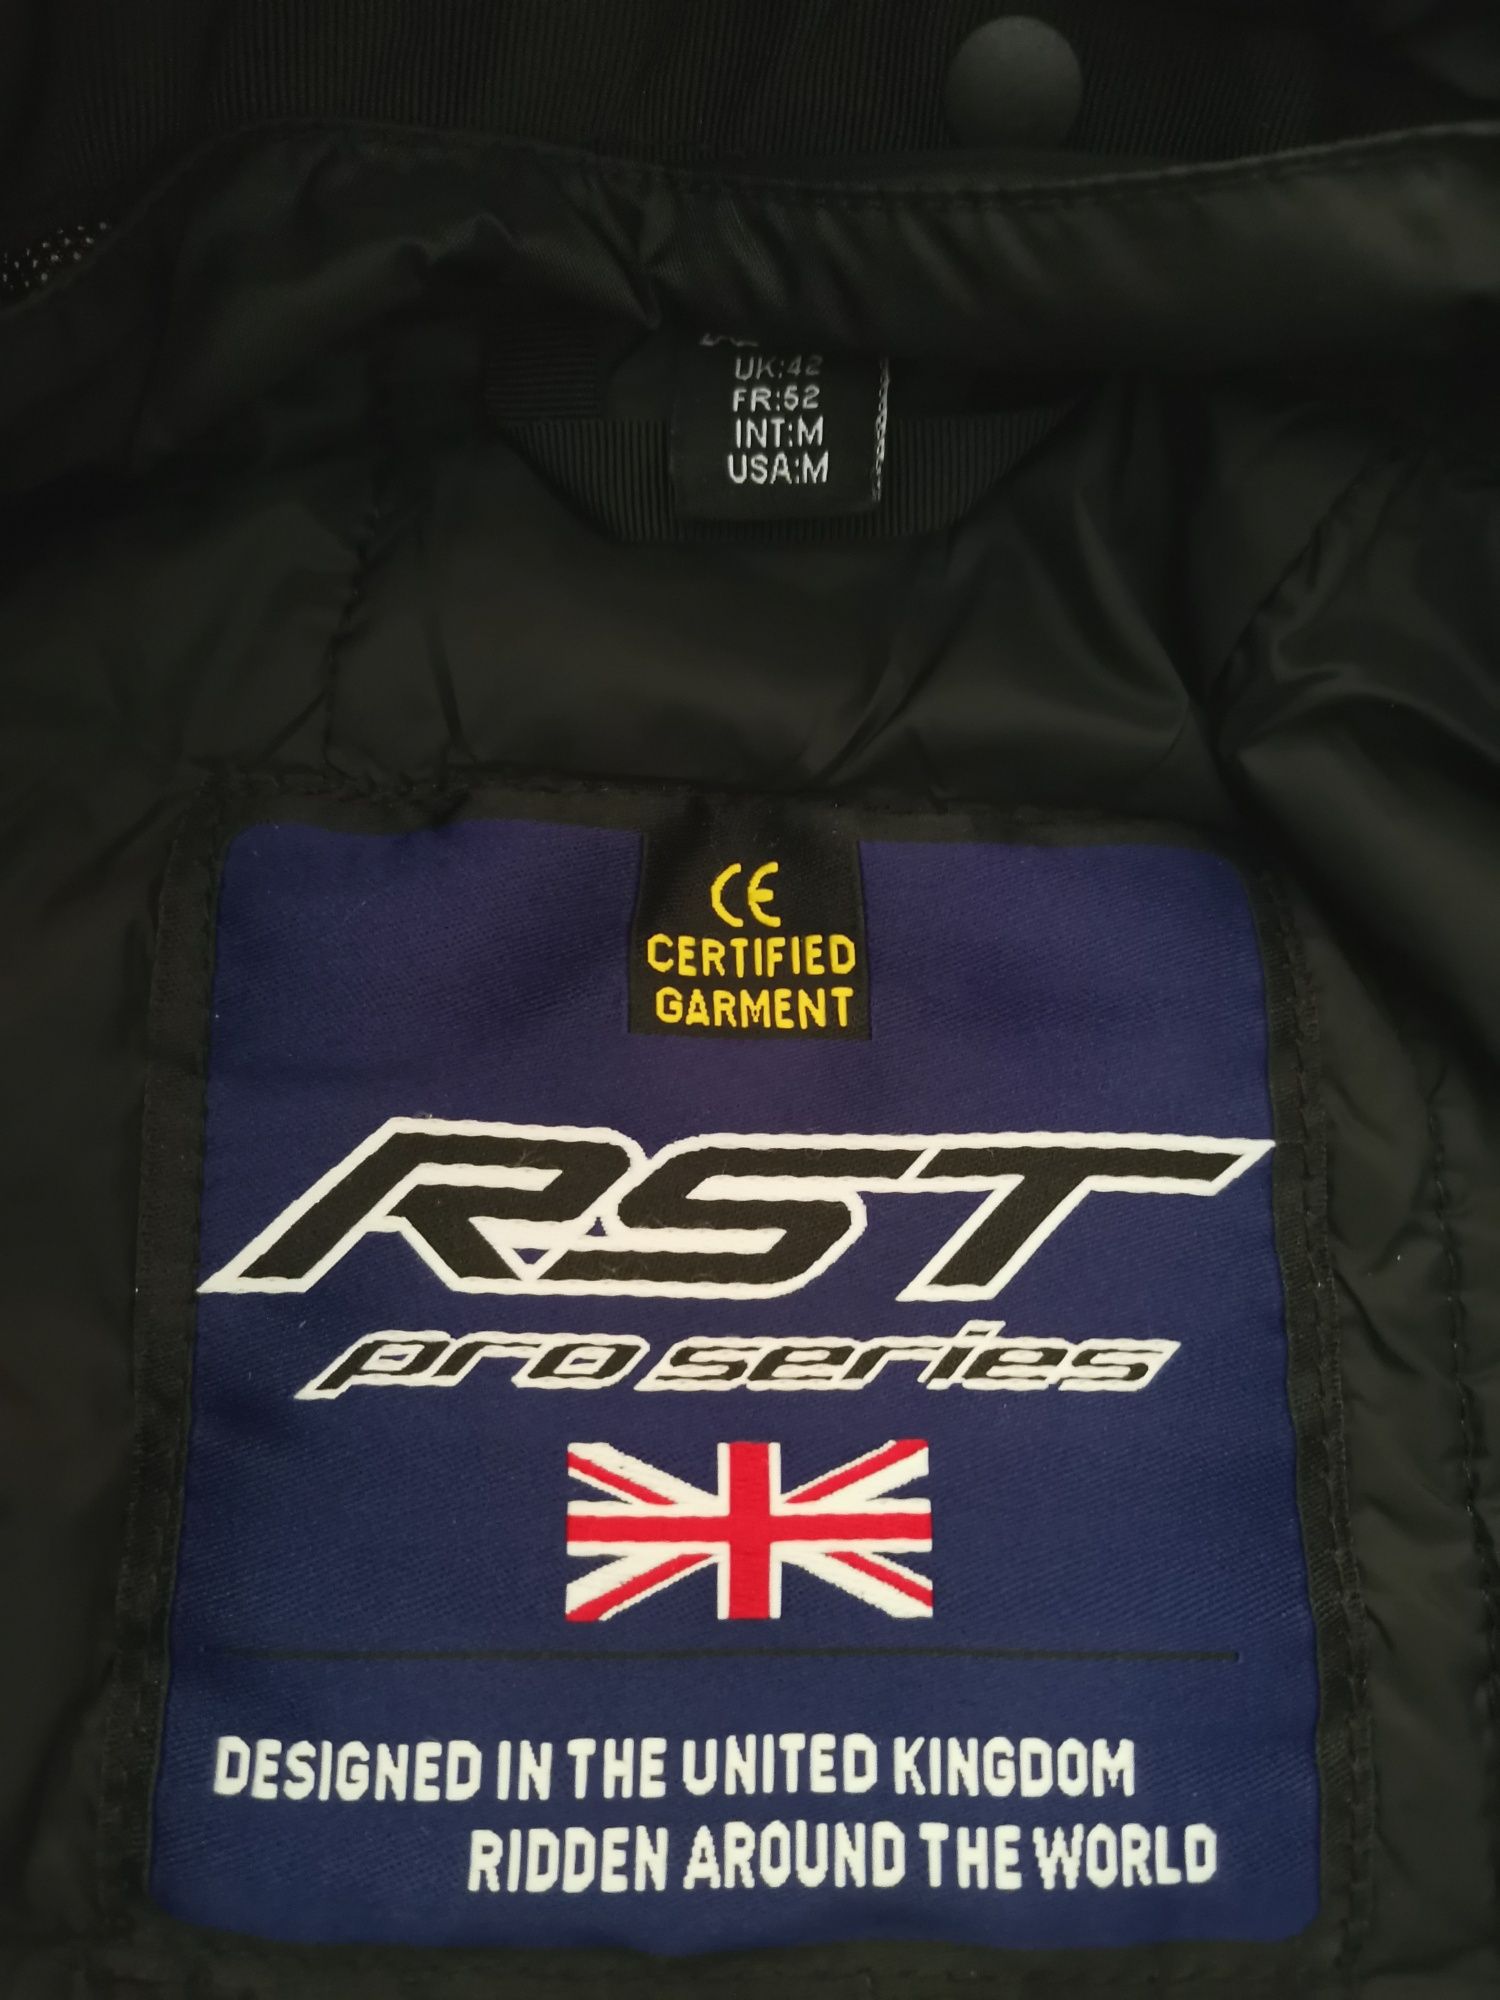 UK:42
FR:52
INT:M
USA:M
CE
CERTIFIED
GARMENT
RST
pro series
DESIGNED IN THE UNITED KINGDOM
RIDDEN AROUND THE WORLD